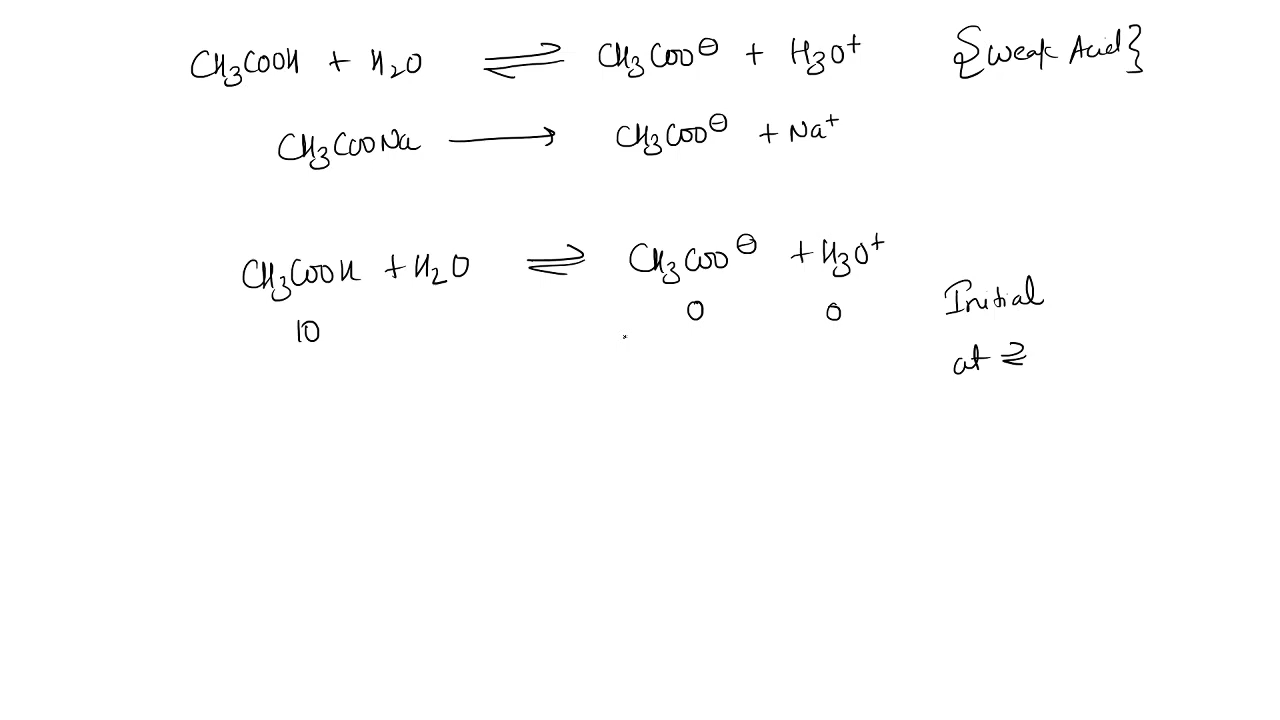 CH₃COOH + H₂O ⇌ CH₃COO⊖ + H₃O⁺ {Weak Acid}
CH₃COONa ⟶ CH₃COO⊖ + Na⁺
CH₃COOH + H₂O ⇌ CH₃COO⊖ + H₃O⁺
10 0 0 Initial
at ⇌